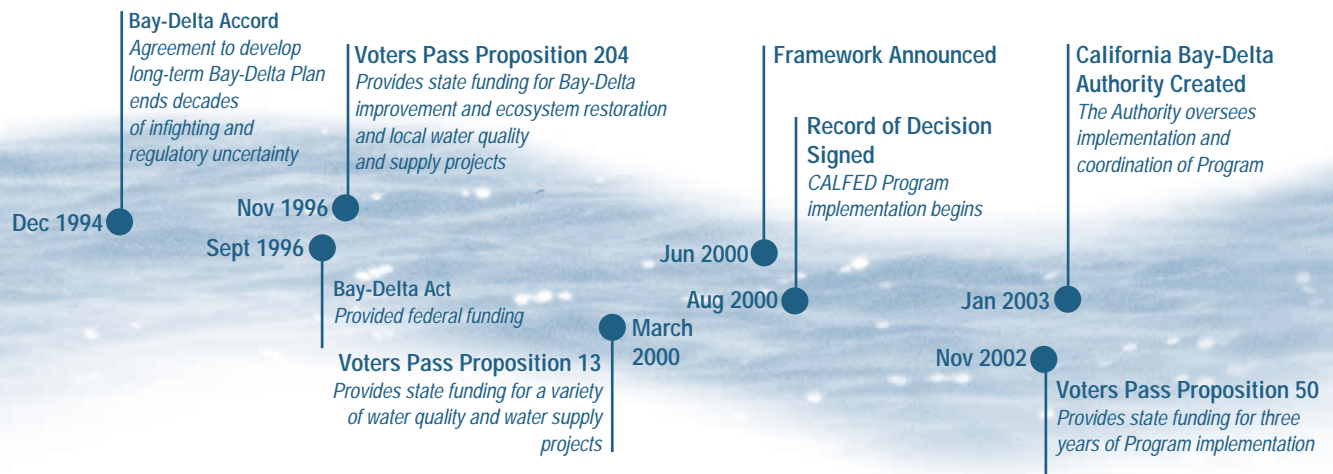 Bay-Delta Accord
Agreement to develop
long-term Bay-Delta Plan
ends decades
of infighting and
regulatory uncertainty
Dec 1994
Voters Pass Proposition 204
Provides state funding for Bay-Delta
improvement and ecosystem restoration
and local water quality
and supply projects
Nov 1996
Sept 1996
Bay-Delta Act
Provided federal funding
Voters Pass Proposition 13
Provides state funding for a variety
of water quality and water supply
projects
March
2000
Framework Announced
Jun 2000
Record of Decision
Signed
CALFED Program
implementation begins
Aug 2000
California Bay-Delta
Authority Created
The Authority oversees
implementation and
coordination of Program
Jan 2003
Nov 2002
Voters Pass Proposition 50
Provides state funding for three
years of Program implementation